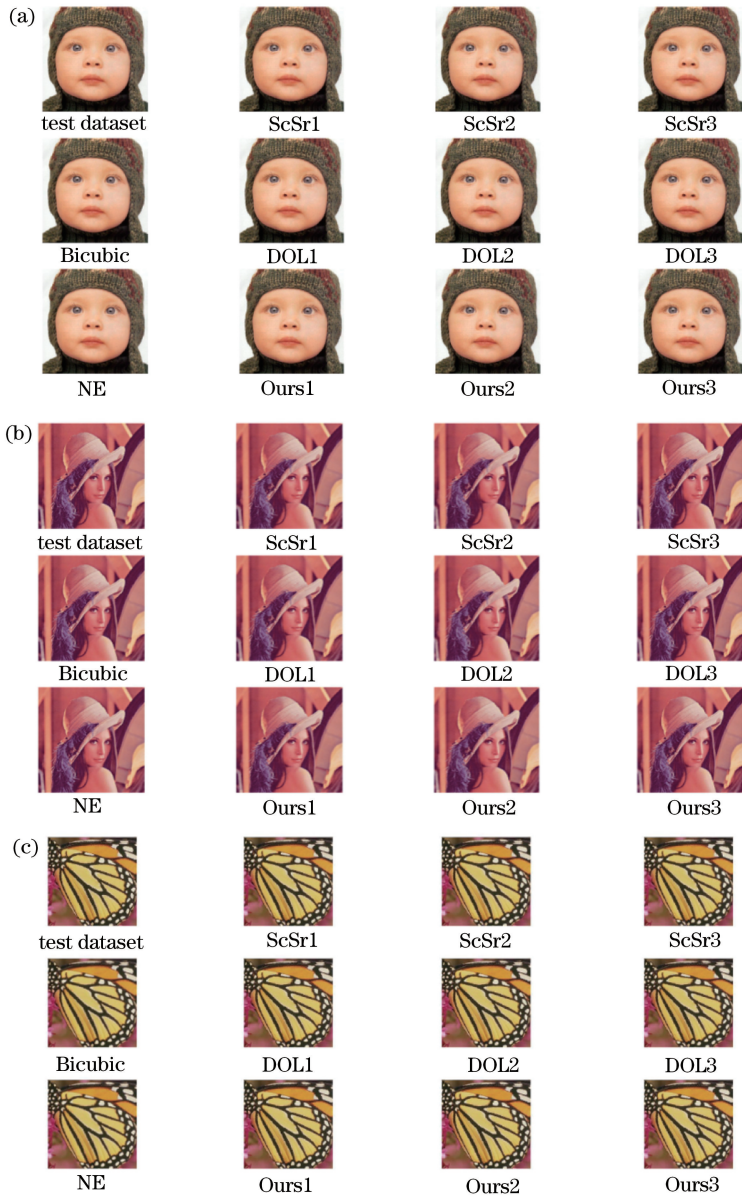 (a)
test dataset ScSr1 ScSr2 ScSr3
Bicubic DOL1 DOL2 DOL3
NE Ours1 Ours2 Ours3
(b)
test dataset ScSr1 ScSr2 ScSr3
Bicubic DOL1 DOL2 DOL3
NE Ours1 Ours2 Ours3
(c)
test dataset ScSr1 ScSr2 ScSr3
Bicubic DOL1 DOL2 DOL3
NE Ours1 Ours2 Ours3